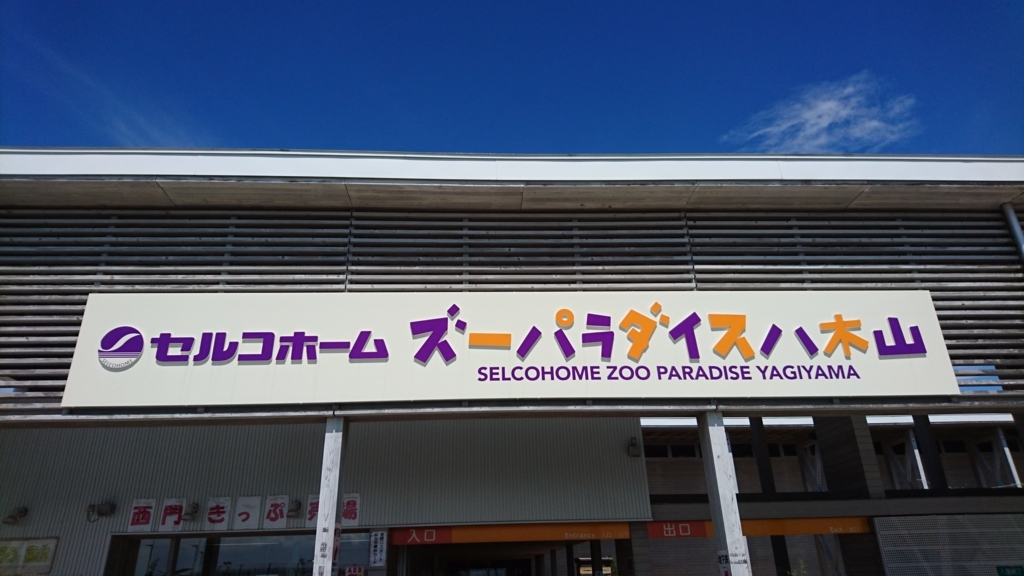 セルコホーム ズーパラダイス八木山
SELCOHOME ZOO PARADISE YAGIYAMA
西門きっぷ売場
入口 Entrance
出口